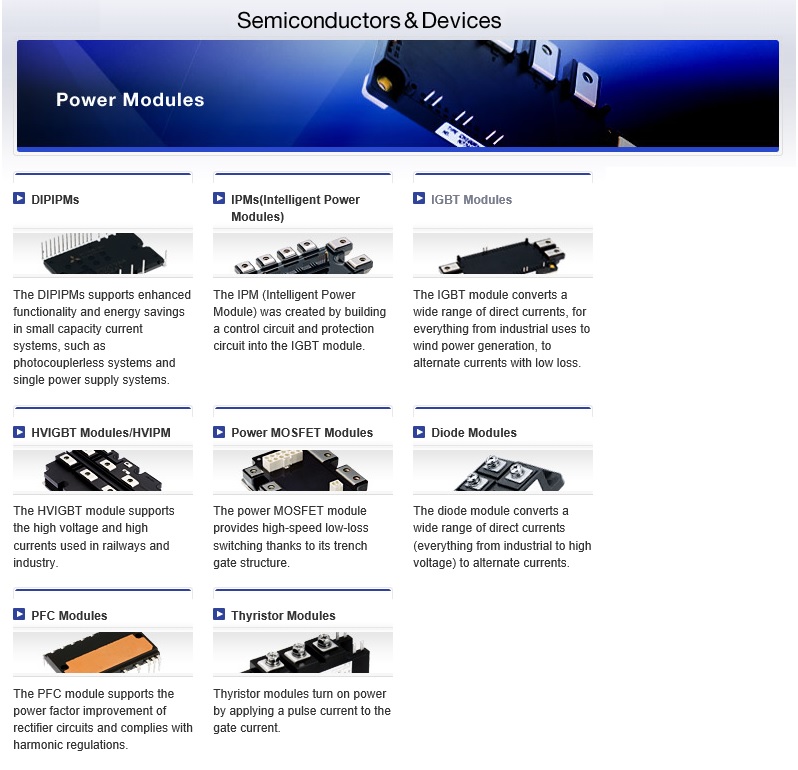 Semiconductors & Devices
Power Modules
DIPIPMs
The DIPIPMs supports enhanced
functionality and energy savings
in small capacity current
systems, such as
photocouplerless systems and
single power supply systems.
IPMs(Intelligent Power
Modules)
The IPM (Intelligent Power
Module) was created by building
a control circuit and protection
circuit into the IGBT module.
IGBT Modules
The IGBT module converts a
wide range of direct currents, for
everything from industrial uses to
wind power generation, to
alternate currents with low loss.
HVIGBT Modules/HVIPM
The HVIGBT module supports
the high voltage and high
currents used in railways and
industry.
Power MOSFET Modules
The power MOSFET module
provides high-speed low-loss
switching thanks to its trench
gate structure.
Diode Modules
The diode module converts a
wide range of direct currents
(everything from industrial to high
voltage) to alternate currents.
PFC Modules
The PFC module supports the
power factor improvement of
rectifier circuits and complies with
harmonic regulations.
Thyristor Modules
Thyristor modules turn on power
by applying a pulse current to the
gate current.